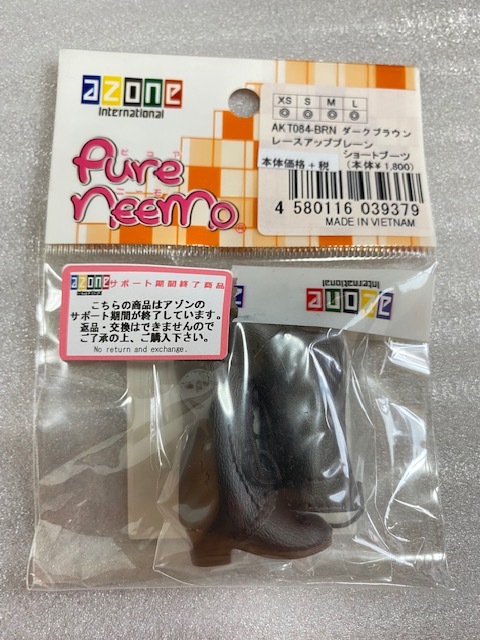 azone
International
ピュア
Pure
ニーモ
neemo®
XS S M L
AKT084-BRN ダークブラウン
レースアッププレーン
ショートブーツ
本体価格+税 (本体¥1,800)
4 580116 039379
MADE IN VIETNAM
azone サポート期間終了商品
こちらの商品はアゾンの
サポート期間が終了しています。
返品・交換はできませんので
ご了承の上、ご購入下さい。
No return and exchange.
azone
International